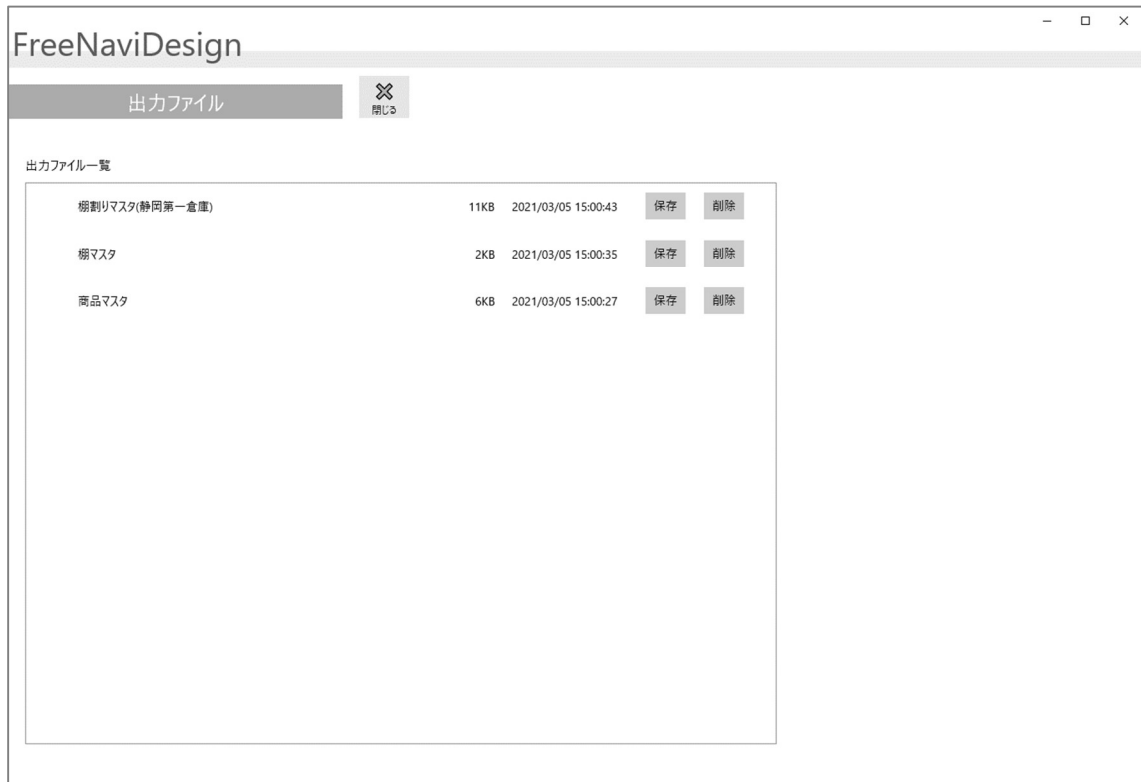 FreeNaviDesign
出力ファイル
閉じる
出力ファイル一覧
棚割りマスタ(静岡第一倉庫) 11KB 2021/03/05 15:00:43 保存 削除
棚マスタ 2KB 2021/03/05 15:00:35 保存 削除
商品マスタ 6KB 2021/03/05 15:00:27 保存 削除